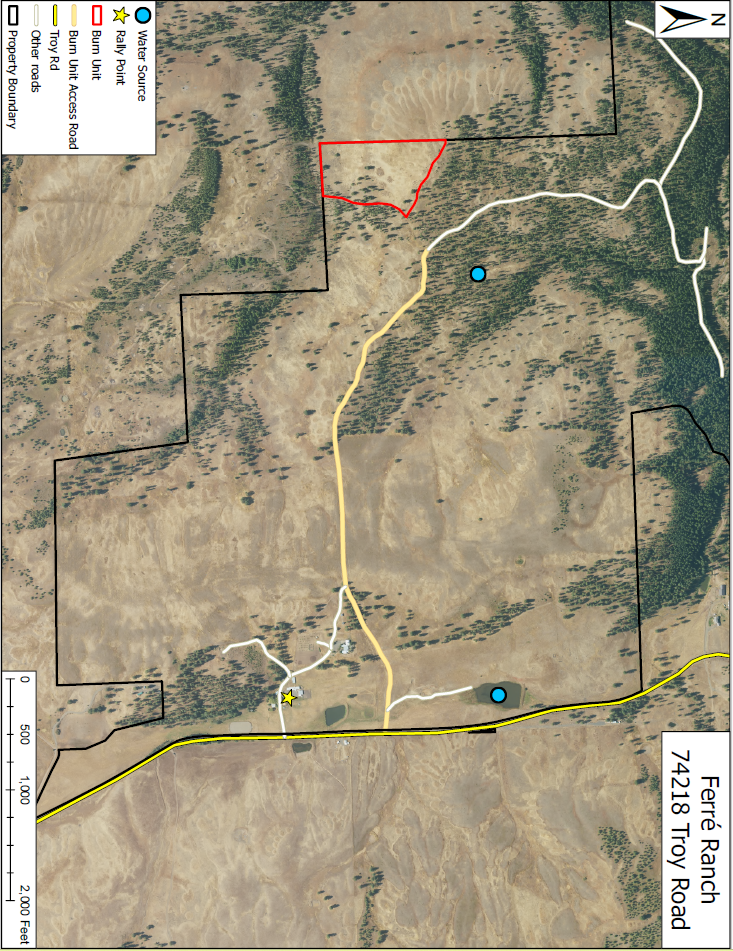 N
Ferré Ranch
74218 Troy Road
Water Source
Rally Point
Burn Unit
Burn Unit Access Road
Troy Rd
Other roads
Property Boundary
0 500 1,000 2,000 Feet